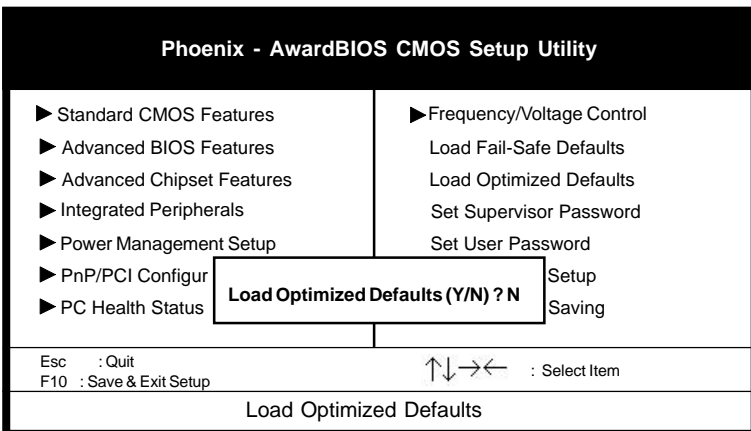 Phoenix - AwardBIOS CMOS Setup Utility
▶ Standard CMOS Features
▶ Advanced BIOS Features
▶ Advanced Chipset Features
▶ Integrated Peripherals
▶ Power Management Setup
▶ PnP/PCI Configur
▶ PC Health Status
▶ Frequency/Voltage Control
Load Fail-Safe Defaults
Load Optimized Defaults
Set Supervisor Password
Set User Password
Setup
Saving
Load Optimized Defaults (Y/N) ? N
Esc : Quit
F10 : Save & Exit Setup
↑↓→← : Select Item
Load Optimized Defaults